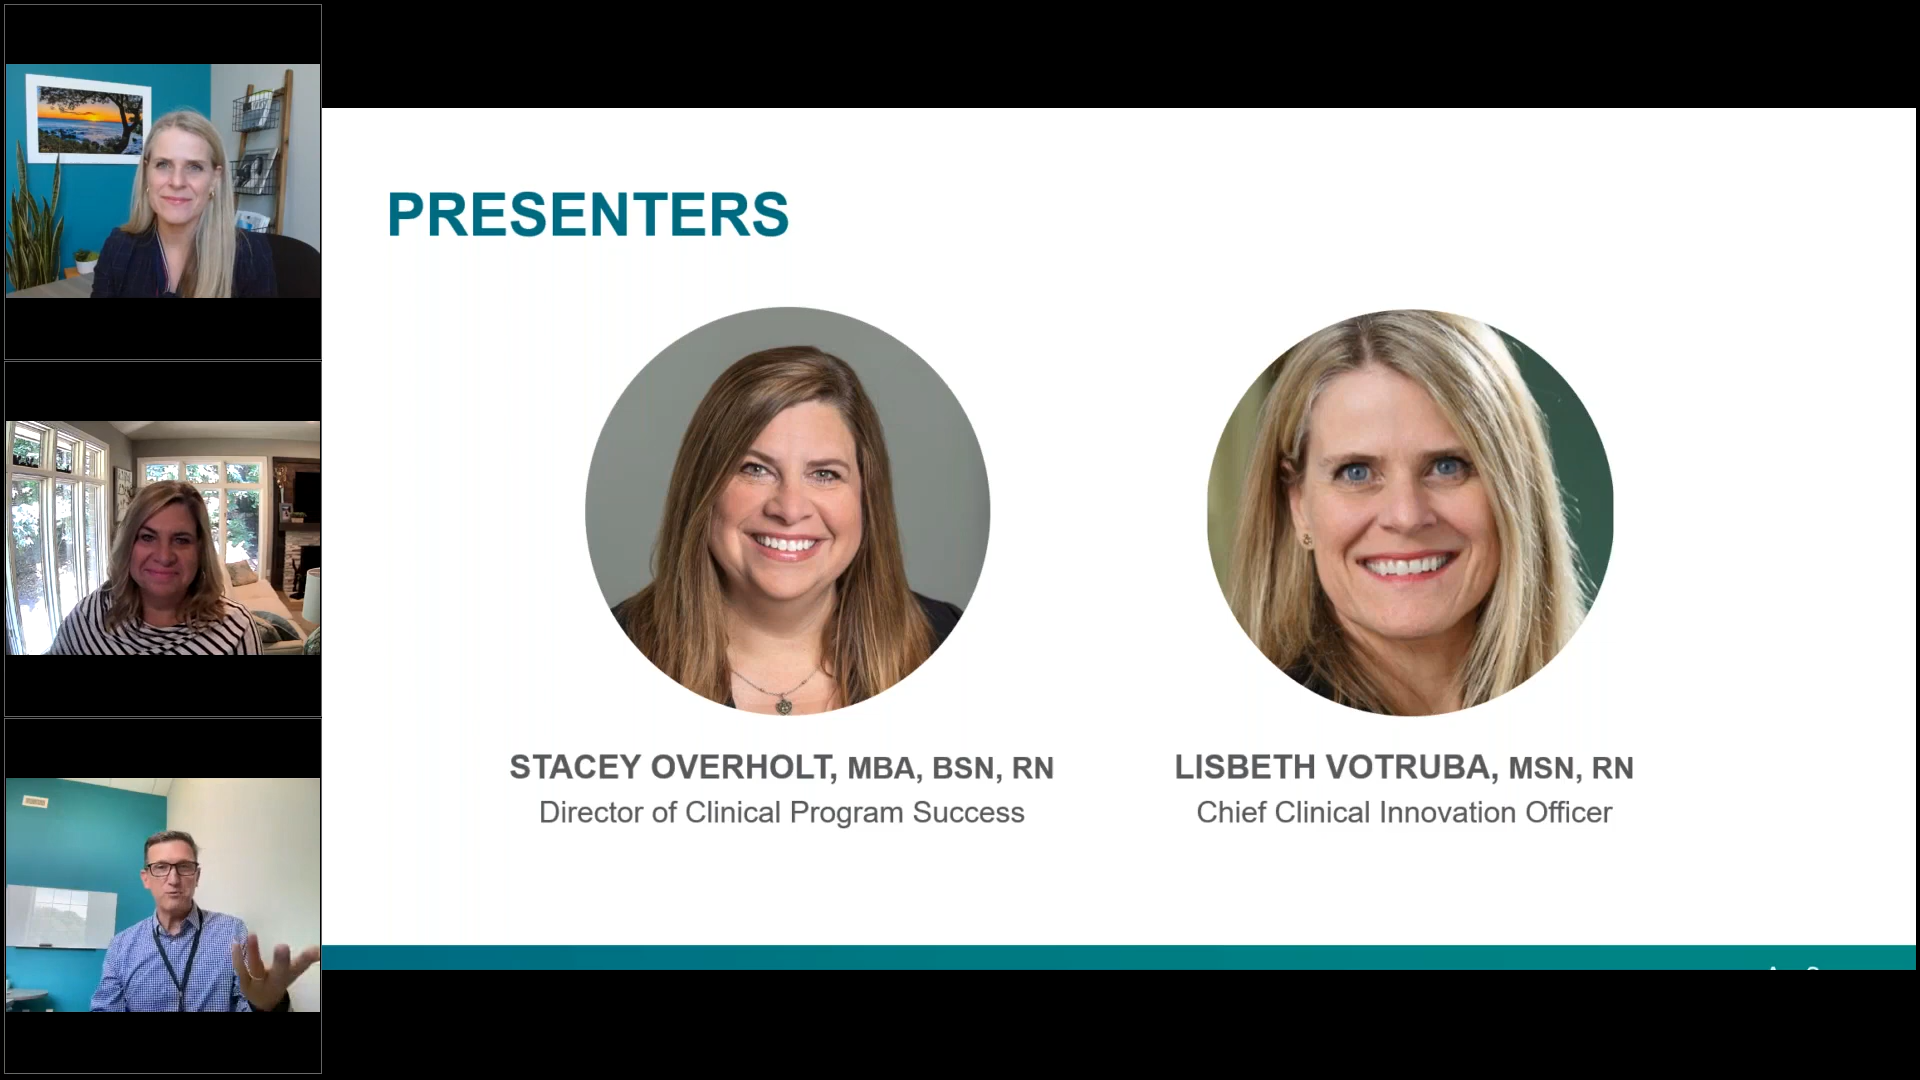 PRESENTERS
STACEY OVERHOLT, MBA, BSN, RN
Director of Clinical Program Success
LISBETH VOTRUBA, MSN, RN
Chief Clinical Innovation Officer